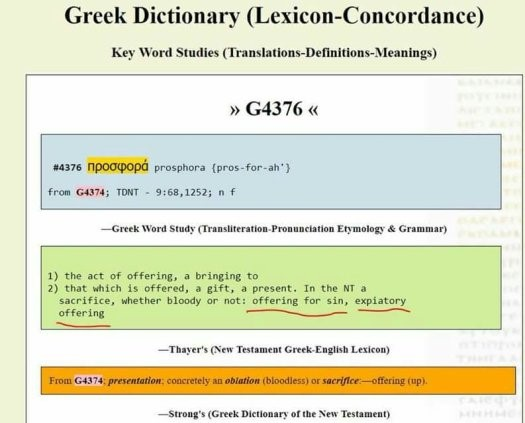 Greek Dictionary (Lexicon-Concordance)
Key Word Studies (Translations-Definitions-Meanings)
» G4376 «
#4376 προσφορά prosphora {pros-for-ah'}
from G4374; TDNT - 9:68,1252; n f
—Greek Word Study (Transliteration-Pronunciation Etymology & Grammar)
1) the act of offering, a bringing to
2) that which is offered, a gift, a present. In the NT a
sacrifice, whether bloody or not: offering for sin, expiatory
offering
—Thayer's (New Testament Greek-English Lexicon)
From G4374; presentation; concretely an oblation (bloodless) or sacrifice:—offering (up).
—Strong's (Greek Dictionary of the New Testament)